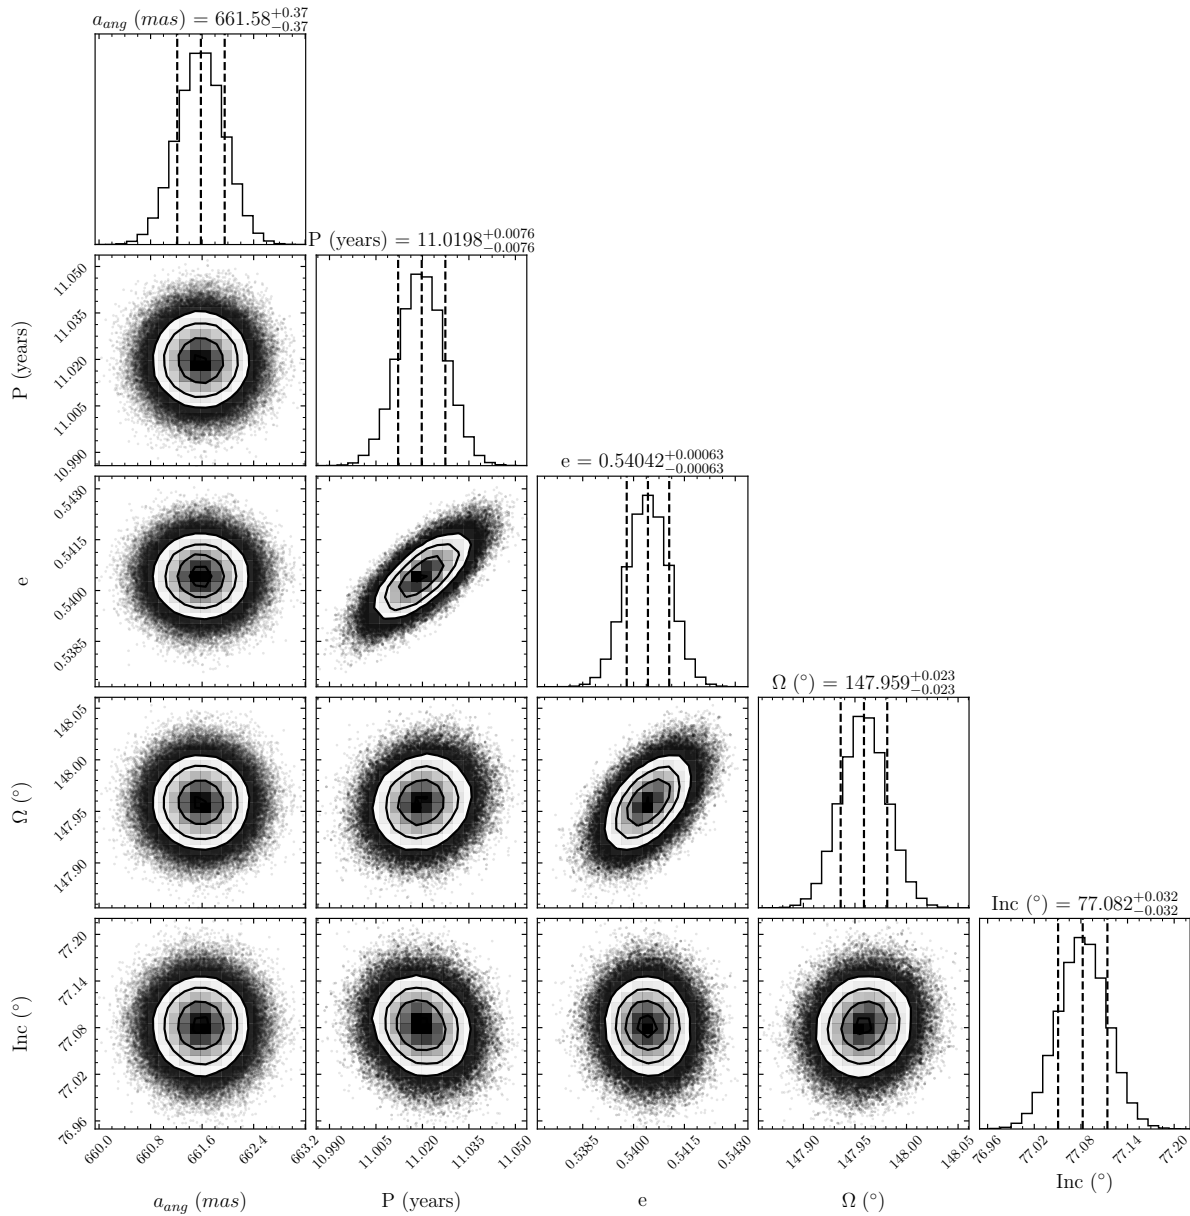 a_ang (mas) = 661.58 +0.37 −0.37
P (years) = 11.0198 +0.0076 −0.0076
11.050
11.035
11.020
11.005
10.990
P (years)
e = 0.54042 +0.00063 −0.00063
0.5430
0.5415
0.5400
0.5385
e
Ω (°) = 147.959 +0.023 −0.023
148.05
148.00
147.95
147.90
Ω (°)
Inc (°) = 77.082 +0.032 −0.032
77.20
77.14
77.08
77.02
76.96
Inc (°)
660.0 660.8 661.6 662.4 663.2
10.990 11.005 11.020 11.035 11.050
0.5385 0.5400 0.5415 0.5430
147.90 147.95 148.00 148.05
76.96 77.02 77.08 77.14 77.20
a_ang (mas)
P (years)
e
Ω (°)
Inc (°)